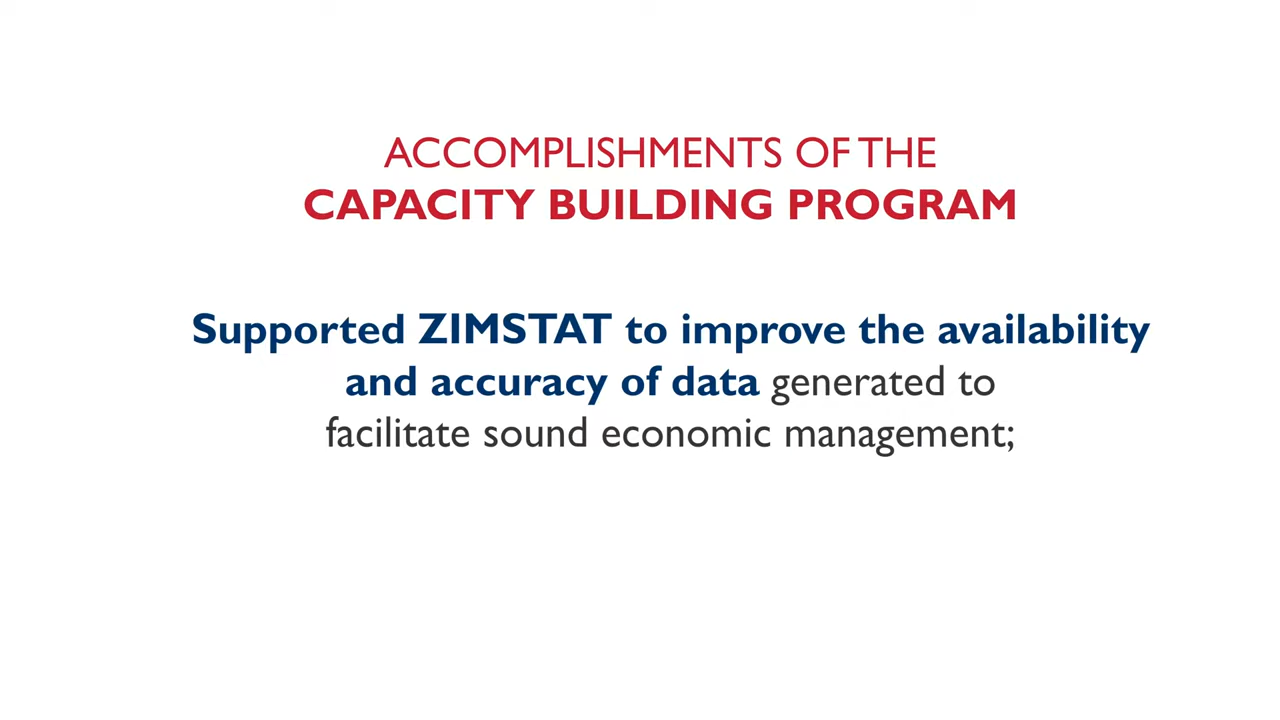 ACCOMPLISHMENTS OF THE
CAPACITY BUILDING PROGRAM
Supported ZIMSTAT to improve the availability
and accuracy of data generated to
facilitate sound economic management;